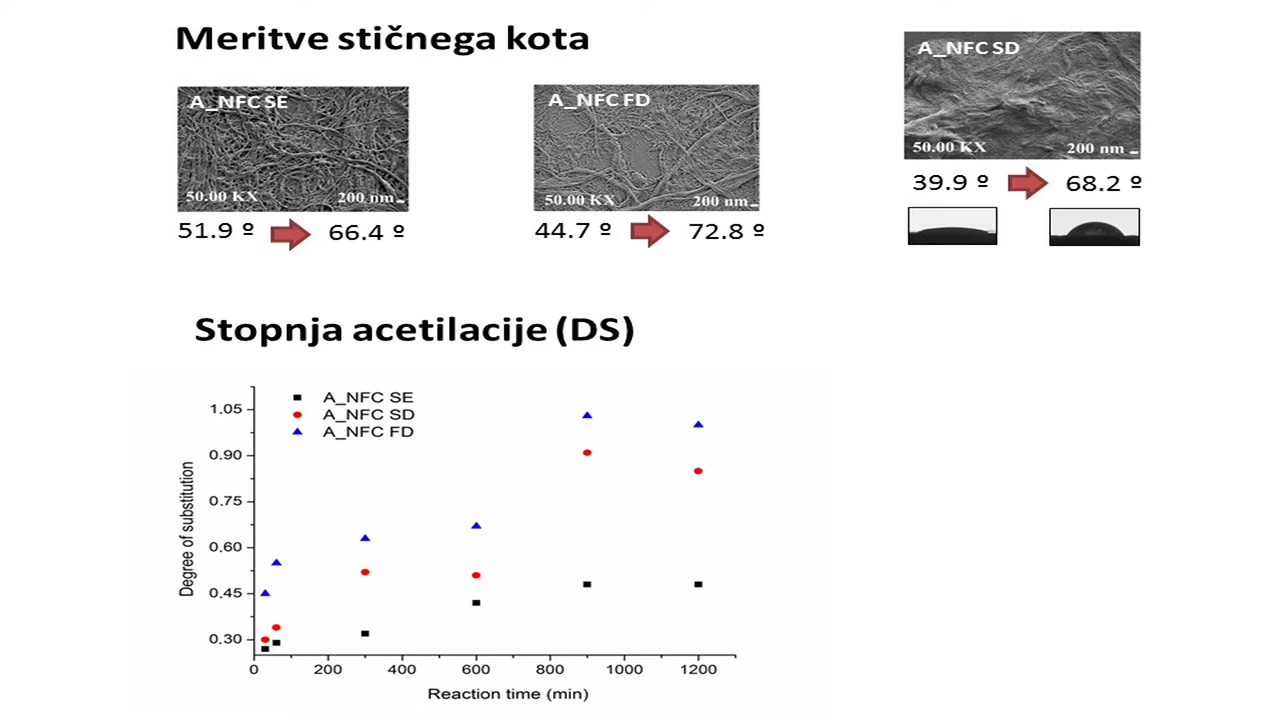 Meritve stičnega kota
A_NFC SE
50.00 KX 200 nm
51.9 º 66.4 º
A_NFC FD
50.00 KX 200 nm
44.7 º 72.8 º
A_NFC SD
50.00 KX 200 nm
39.9 º 68.2 º
Stopnja acetilacije (DS)
A_NFC SE
A_NFC SD
A_NFC FD
Degree of substitution
1.05
0.90
0.75
0.60
0.45
0.30
0 200 400 600 800 1000 1200
Reaction time (min)